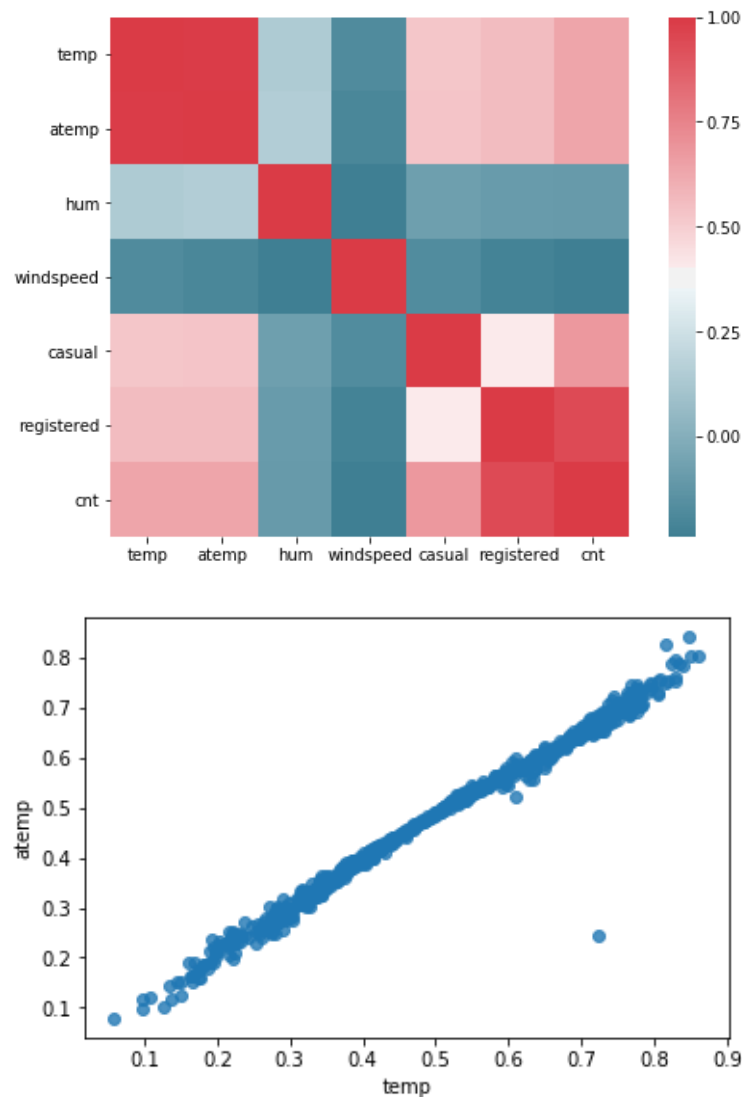 1.00
temp
0.75
atemp
hum
0.50
windspeed
0.25
casual
registered
0.00
cnt
temp atemp hum windspeed casual registered cnt
0.8
0.7
0.6
0.5
atemp
0.4
0.3
0.2
0.1
0.1 0.2 0.3 0.4 0.5 0.6 0.7 0.8 0.9
temp